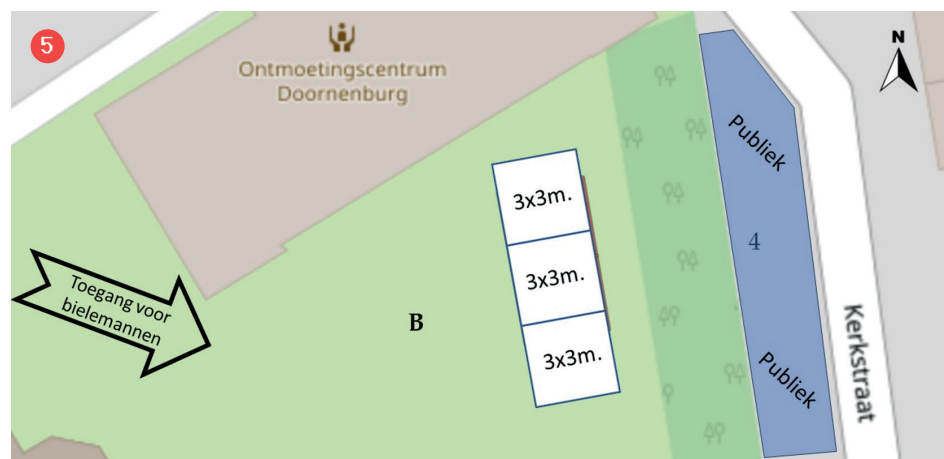 5
Ontmoetingscentrum
Doornenburg
N
Publiek
3x3m.
4
3x3m.
Toegang voor
bielemannen
B
3x3m.
Publiek
Kerkstraat